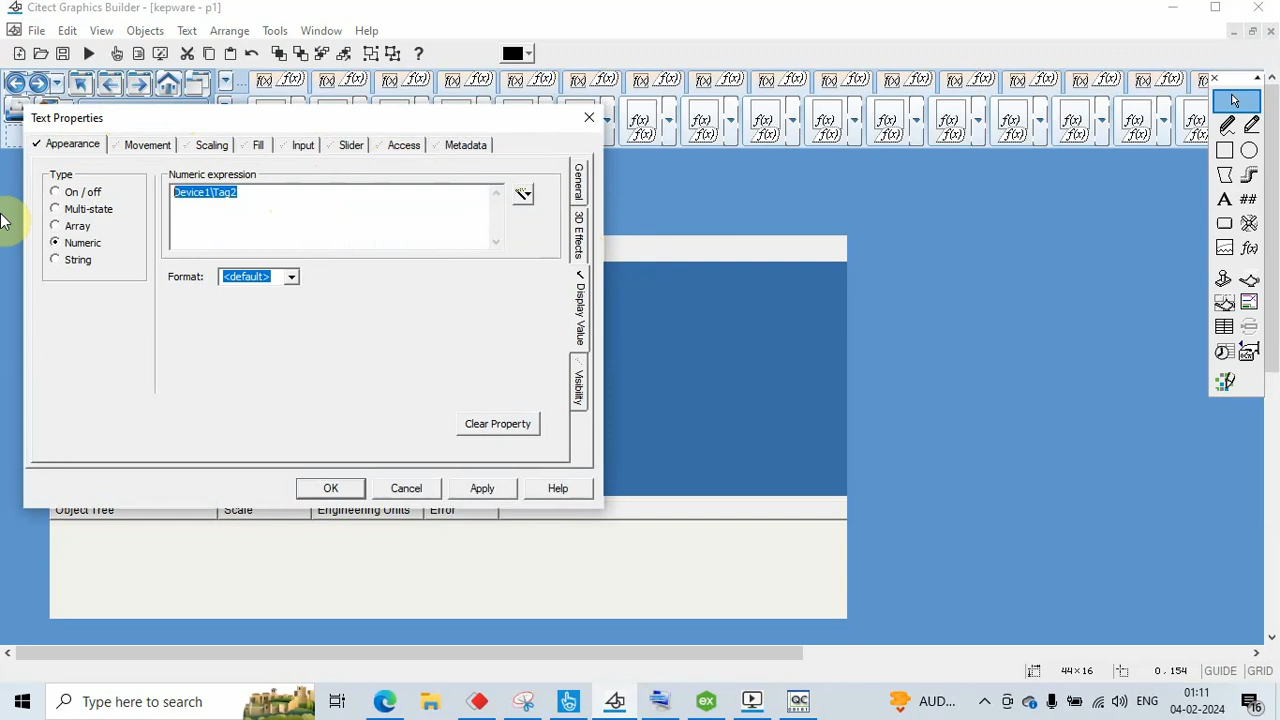 Citect Graphics Builder - [kepware - p1]
File Edit View Objects Text Arrange Tools Window Help
Text Properties
Appearance Movement Scaling Fill Input Slider Access Metadata
Type
On / off
Multi-state
Array
Numeric
String
Numeric expression
Device1\Tag2
Format: <default>
General
3D Effects
Display Value
Visibility
Clear Property
OK Cancel Apply Help
Object Tree Scale Engineering Units Error
44×16 0, 154 GUIDE GRID
Type here to search
AUD... ENG 01:11
04-02-2024
16